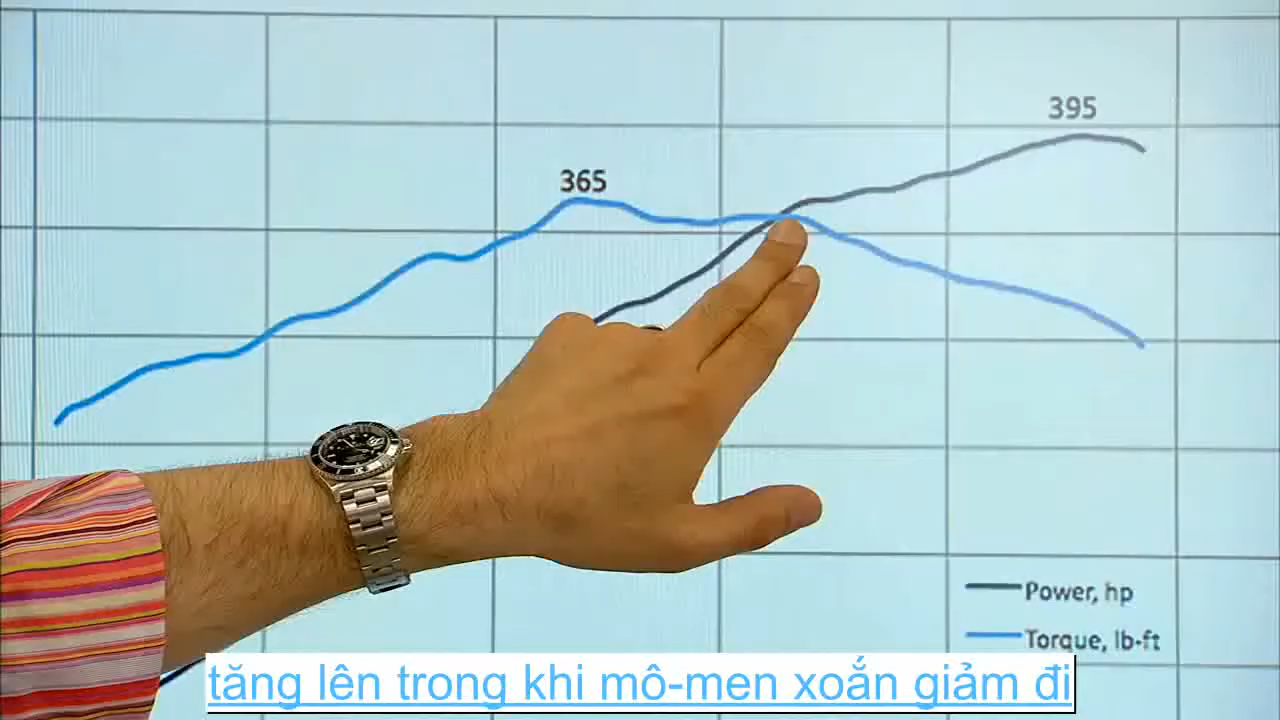 395
365
Power, hp
Torque, lb-ft
tăng lên trong khi mô-men xoắn giảm đi